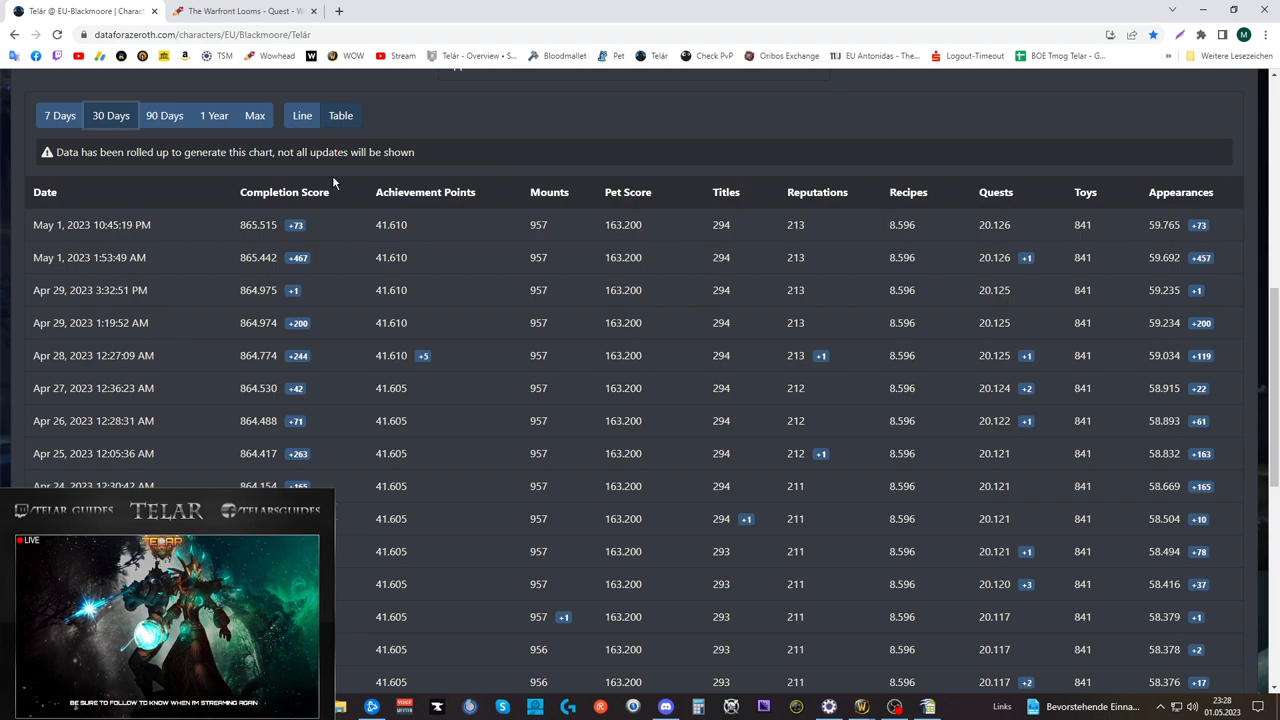 Telár @ EU-Blackmoore | Charact
The Warfront Looms - Quest - W
dataforazeroth.com/characters/EU/Blackmoore/Telár
M
TSM
Wowhead
WOW
Stream
Telár - Overview • S...
Bloodmallet
Pet
Telár
Check PvP
Oribos Exchange
EU Antonidas - The...
Logout-Timeout
BOE Tmog Telar - G...
Weitere Lesezeichen
7 Days 30 Days 90 Days 1 Year Max Line Table
Data has been rolled up to generate this chart, not all updates will be shown
Date Completion Score Achievement Points Mounts Pet Score Titles Reputations Recipes Quests Toys Appearances
May 1, 2023 10:45:19 PM 865.515 +73 41.610 957 163.200 294 213 8.596 20.126 841 59.765 +73
May 1, 2023 1:53:49 AM 865.442 +467 41.610 957 163.200 294 213 8.596 20.126 +1 841 59.692 +457
Apr 29, 2023 3:32:51 PM 864.975 +1 41.610 957 163.200 294 213 8.596 20.125 841 59.235 +1
Apr 29, 2023 1:19:52 AM 864.974 +200 41.610 957 163.200 294 213 8.596 20.125 841 59.234 +200
Apr 28, 2023 12:27:09 AM 864.774 +244 41.610 +5 957 163.200 294 213 +1 8.596 20.125 +1 841 59.034 +119
Apr 27, 2023 12:36:23 AM 864.530 +42 41.605 957 163.200 294 212 8.596 20.124 +2 841 58.915 +22
Apr 26, 2023 12:28:31 AM 864.488 +71 41.605 957 163.200 294 212 8.596 20.122 +1 841 58.893 +61
Apr 25, 2023 12:05:36 AM 864.417 +263 41.605 957 163.200 294 212 +1 8.596 20.121 841 58.832 +163
Apr 24, 2023 12:30:42 AM 864.154 +165 41.605 957 163.200 294 211 8.596 20.121 841 58.669 +165
41.605 957 163.200 294 +1 211 8.596 20.121 841 58.504 +10
41.605 957 163.200 293 211 8.596 20.121 +1 841 58.494 +78
41.605 957 163.200 293 211 8.596 20.120 +3 841 58.416 +37
41.605 957 +1 163.200 293 211 8.596 20.117 841 58.379 +1
41.605 956 163.200 293 211 8.596 20.117 841 58.378 +2
41.605 956 163.200 293 211 8.596 20.117 +2 841 58.376 +17
/TELAR GUIDES TELAR /TELARSGUIDES
LIVE
TELAR
BE SURE TO FOLLOW TO KNOW WHEN I'M STREAMING AGAIN
Links
Bevorstehende Einna...
23:28
01.05.2023